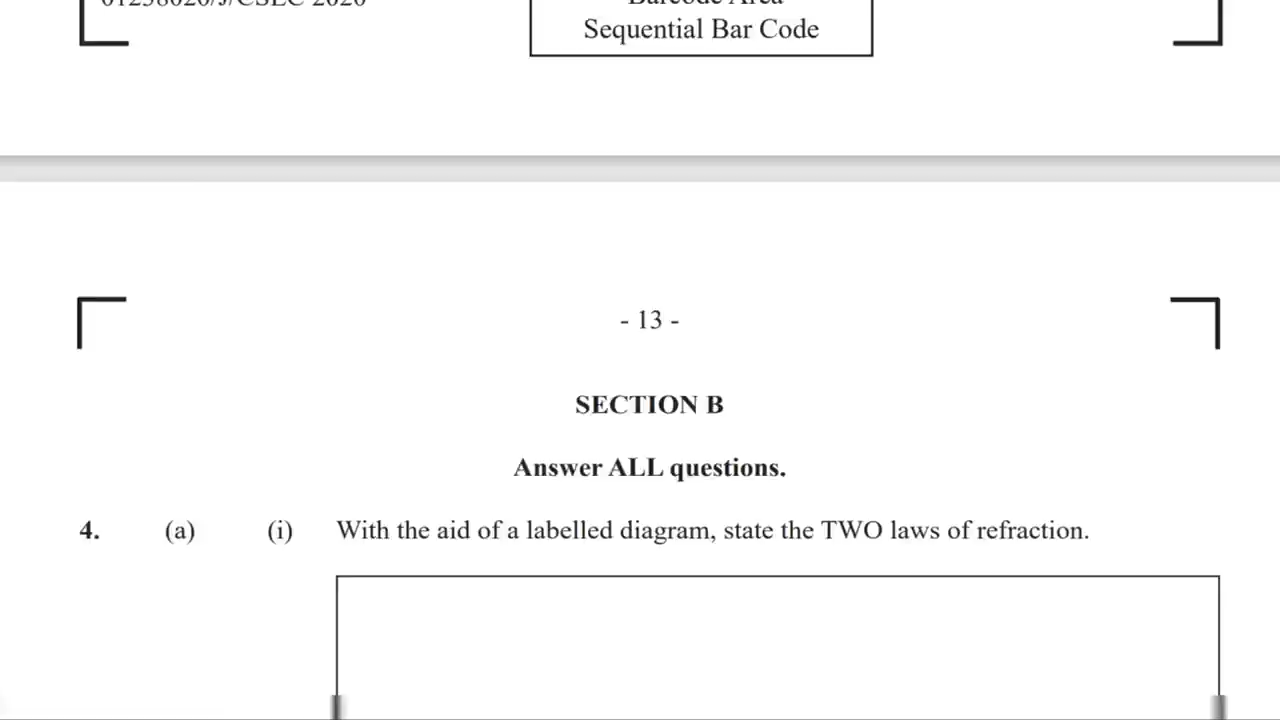 Sequential Bar Code
- 13 -
SECTION B
Answer ALL questions.
4. (a) (i) With the aid of a labelled diagram, state the TWO laws of refraction.